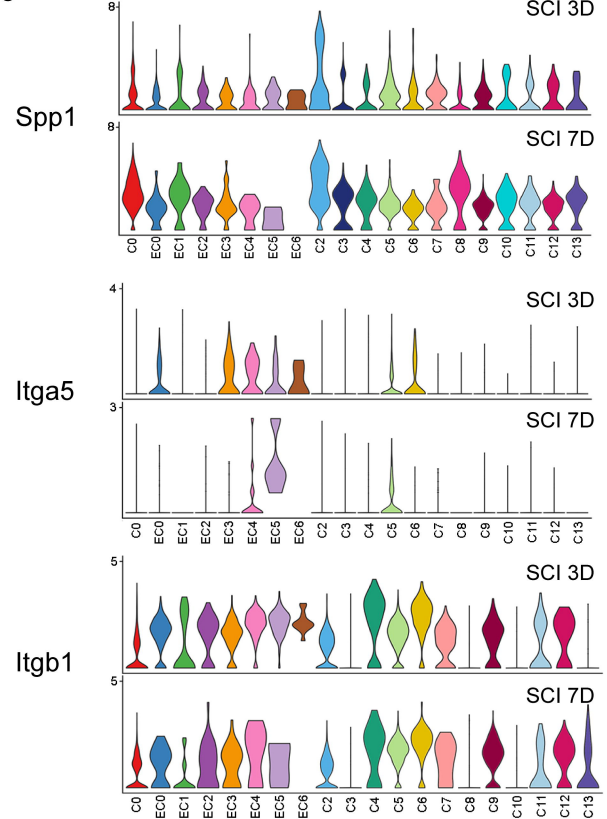 8
SCI 3D
Spp1
8
SCI 7D
C0 EC0 EC1 EC2 EC3 EC4 EC5 EC6 C2 C3 C4 C5 C6 C7 C8 C9 C10 C11 C12 C13
4
SCI 3D
Itga5
3
SCI 7D
C0 EC0 EC1 EC2 EC3 EC4 EC5 EC6 C2 C3 C4 C5 C6 C7 C8 C9 C10 C11 C12 C13
5
SCI 3D
Itgb1
5
SCI 7D
C0 EC0 EC1 EC2 EC3 EC4 EC5 EC6 C2 C3 C4 C5 C6 C7 C8 C9 C10 C11 C12 C13